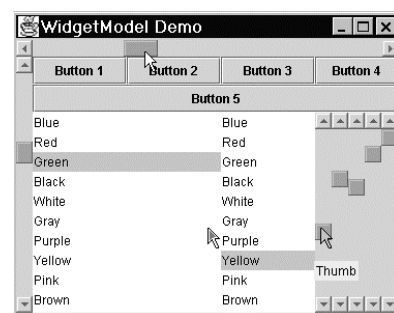 WidgetModel Demo
Button 1 Button 2 Button 3 Button 4
Button 5
Blue Blue
Red Red
Green Green
Black Black
White White
Gray Gray
Purple Purple
Yellow Yellow
Thumb
Pink Pink
Brown Brown